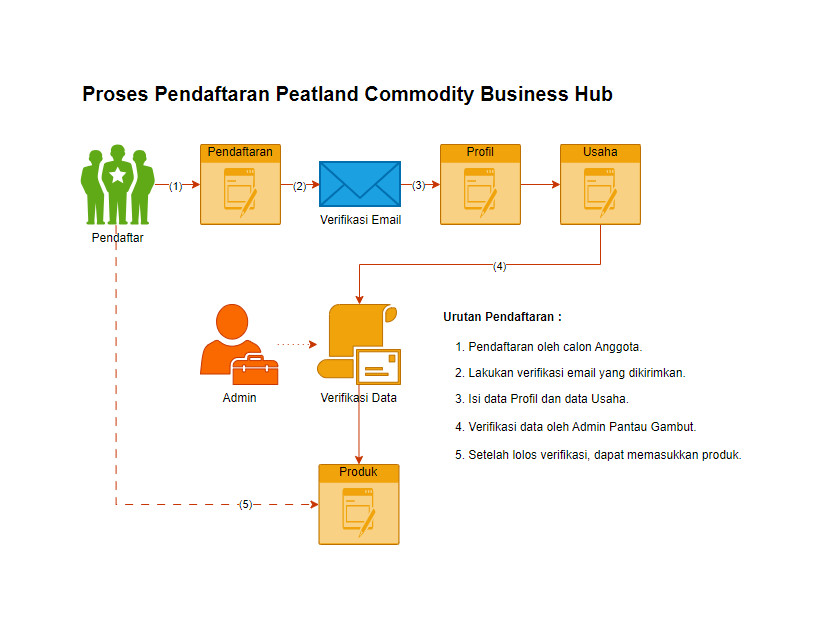 Proses Pendaftaran Peatland Commodity Business Hub
Pendaftaran
Profil
Usaha
(1)
(2)
(3)
Verifikasi Email
Pendaftar
(4)
Urutan Pendaftaran :
1. Pendaftaran oleh calon Anggota.
2. Lakukan verifikasi email yang dikirimkan.
3. Isi data Profil dan data Usaha.
4. Verifikasi data oleh Admin Pantau Gambut.
5. Setelah lolos verifikasi, dapat memasukkan produk.
Admin
Verifikasi Data
Produk
(5)